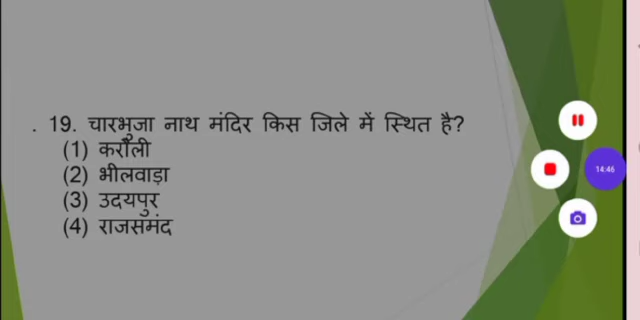 . 19. चारभुजा नाथ मंदिर किस जिले में स्थित है?
(1) करौली
(2) भीलवाड़ा
(3) उदयपुर
(4) राजसमंद
14:46